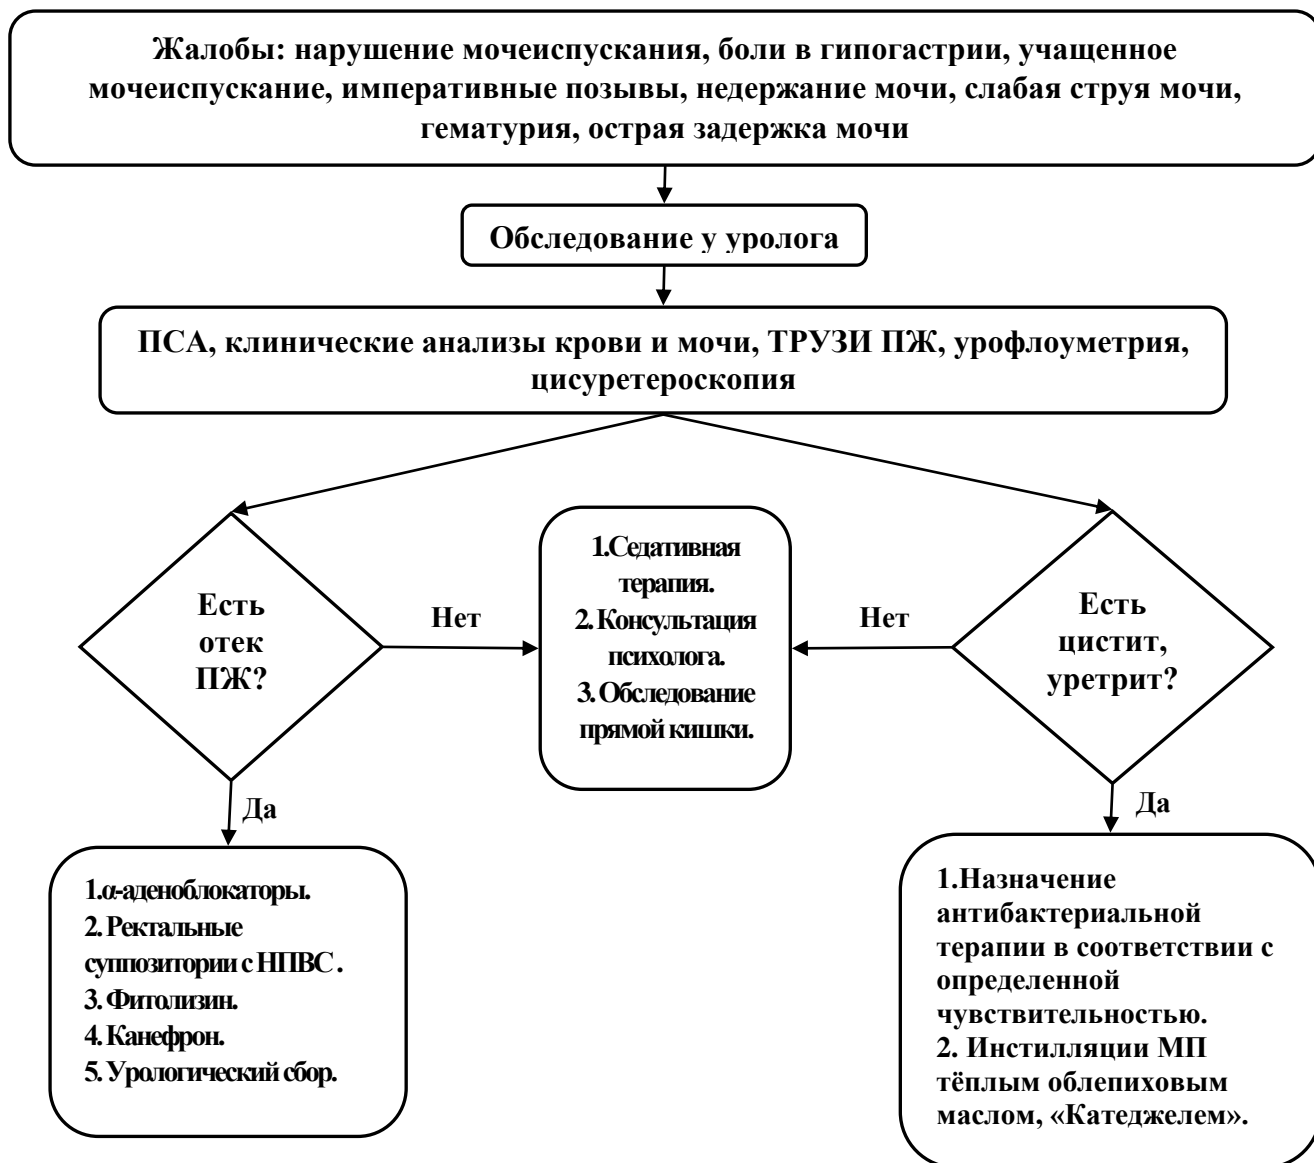 Жалобы: нарушение мочеиспускания, боли в гипогастрии, учащенное
мочеиспускание, императивные позывы, недержание мочи, слабая струя мочи,
гематурия, острая задержка мочи
Обследование у уролога
ПСА, клинические анализы крови и мочи, ТРУЗИ ПЖ, урофлоуметрия,
цисуретероскопия
Есть
отек
ПЖ?
Нет
1.Седативная
терапия.
2. Консультация
психолога.
3. Обследование
прямой кишки.
Нет
Есть
цистит,
уретрит?
Да
Да
1.α-аденоблокаторы.
2. Ректальные
суппозитории с НПВС .
3. Фитолизин.
4. Канефрон.
5. Урологический сбор.
1.Назначение
антибактериальной
терапии в соответствии с
определенной
чувствительностью.
2. Инстилляции МП
тёплым облепиховым
маслом, «Катеджелем».